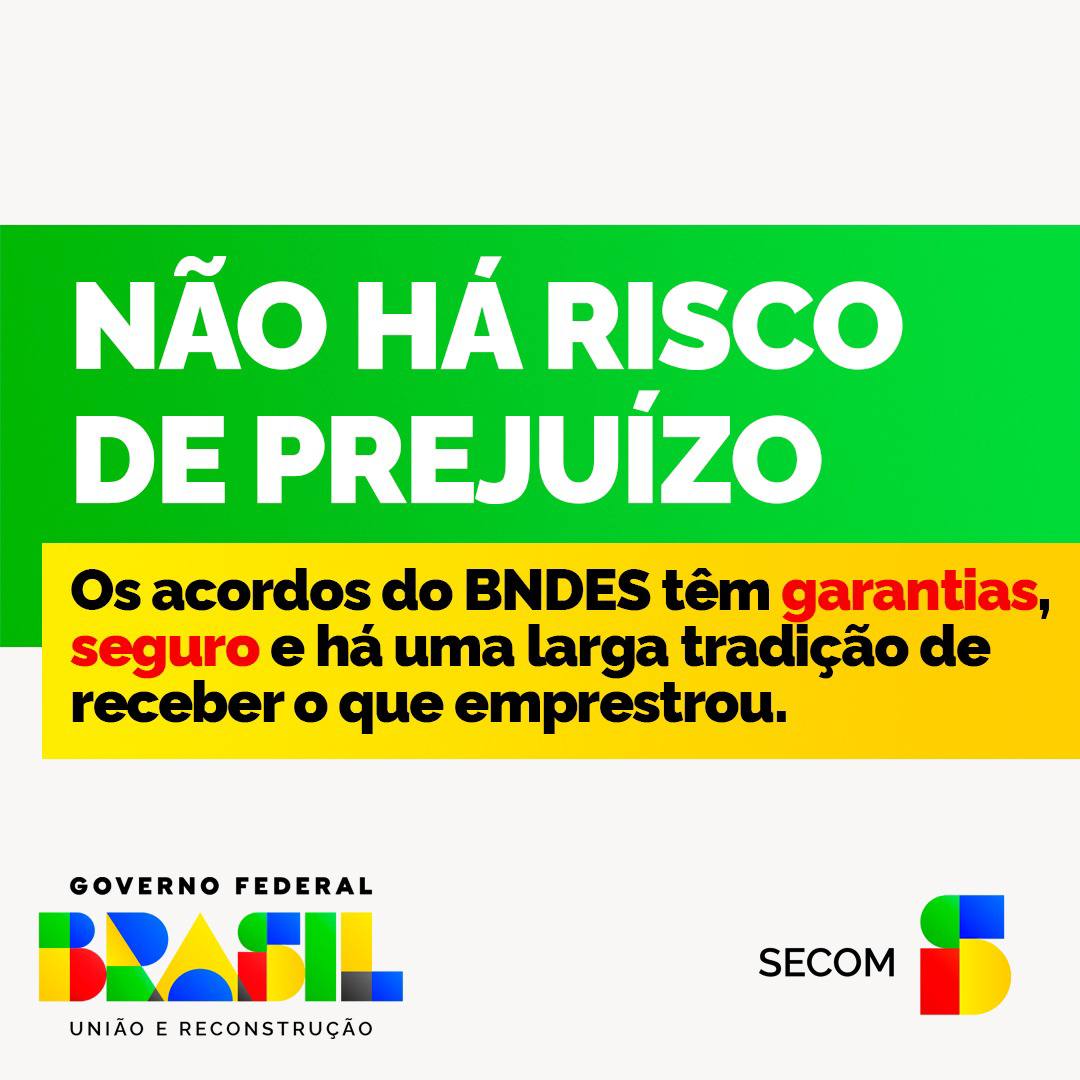 NÃO HÁ RISCO
DE PREJUÍZO
Os acordos do BNDES têm garantias,
seguro e há uma larga tradição de
receber o que emprestrou.
GOVERNO FEDERAL
BRASIL
UNIÃO E RECONSTRUÇÃO
SECOM